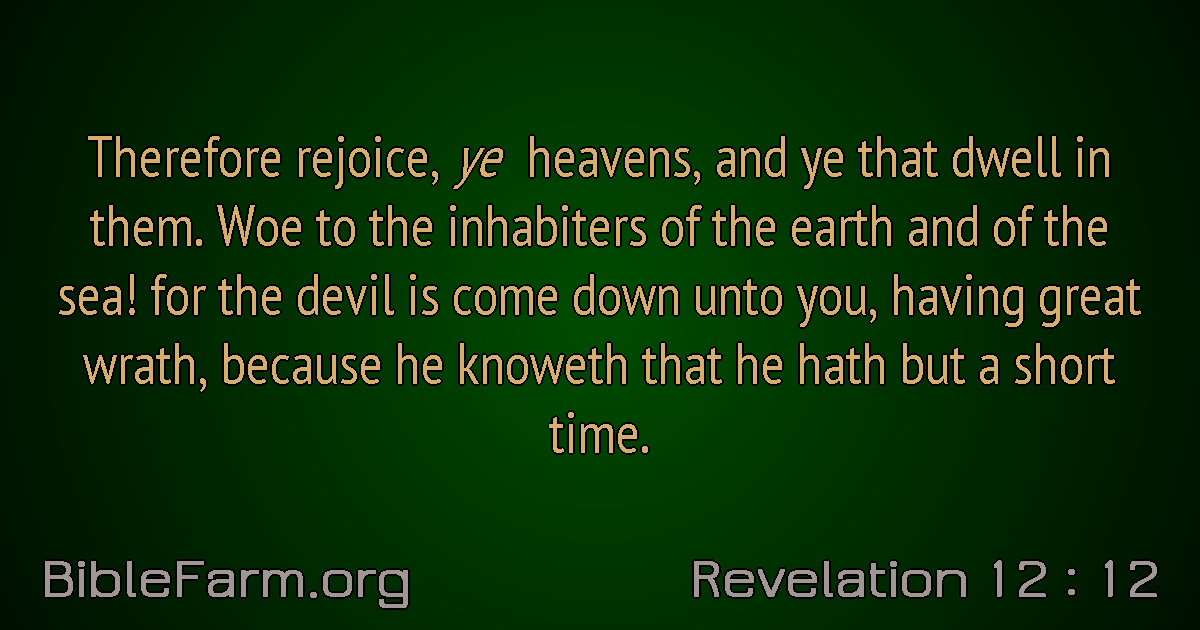 Therefore rejoice, ye heavens, and ye that dwell in
them. Woe to the inhabiters of the earth and of the
sea! for the devil is come down unto you, having great
wrath, because he knoweth that he hath but a short
time.
BibleFarm.org
Revelation 12 : 12